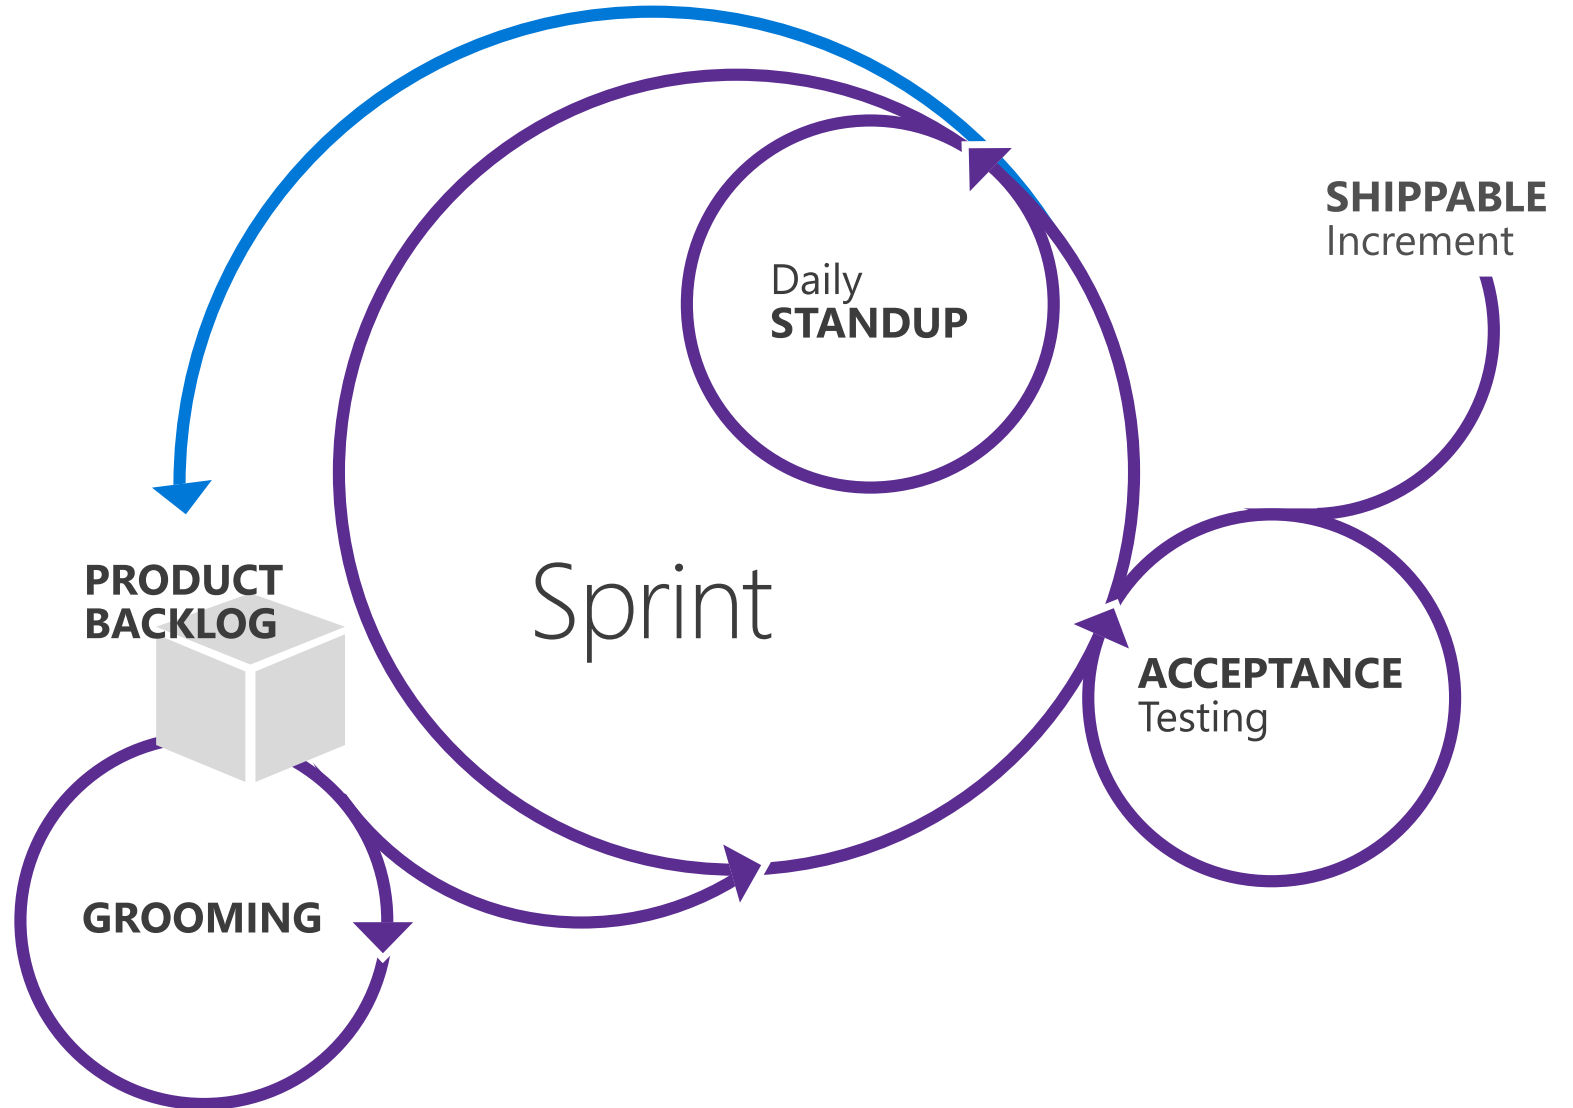 SHIPPABLE
Increment
Daily
STANDUP
Sprint
PRODUCT
BACKLOG
ACCEPTANCE
Testing
GROOMING